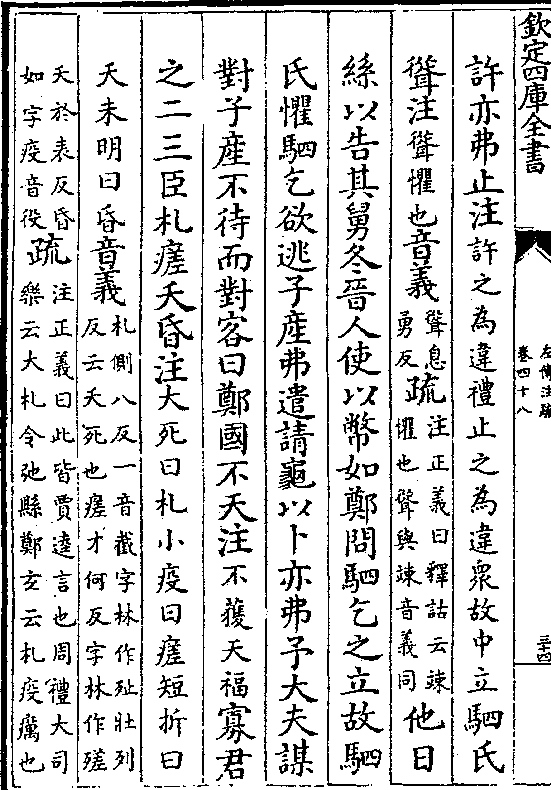 欽定四庫全書
左傳注疏
卷四十八
三十四
許亦弗止注許之為違禮止之為違衆故中立駟氏
聳注聳懼也音義聳息勇反疏注正義曰釋詁云竦懼也聳與竦音義同他日
絲以告其舅冬晉人使以幣如鄭問駟乞之立故駟
氏懼駟乞欲逃子產弗遣請龜以卜亦弗予大夫謀
對子產不待而對客曰鄭國不天注不獲天福寡君
之二三臣札瘥夭昏注大死曰札小疫曰瘥短折曰
夭未明曰昏音義札側八反一音截字林作㱜壯列反云夭死也瘥才何反字林作㽨
夭於表反昏如字疫音役疏注正義曰此皆賈逵言也周禮大司樂云大札令弛縣鄭玄云札疫癘也